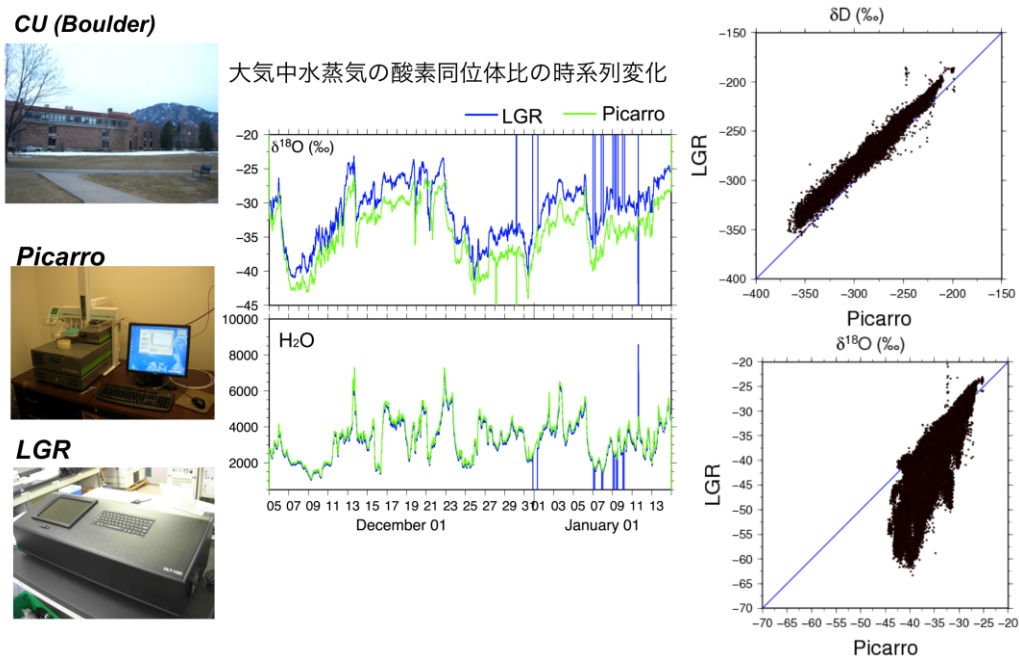 CU (Boulder)
Picarro
LGR
大気中水蒸気の酸素同位体比の時系列変化
LGR Picarro
δ¹⁸O (‰)
−20
−25
−30
−35
−40
−45
H₂O
10000
8000
6000
4000
2000
05 07 09 11 13 15 17 19 21 23 25 27 29 31 01 03 05 07 09 11 13
December 01 January 01
δD (‰)
LGR
−150
−200
−250
−300
−350
−400
−400 −350 −300 −250 −200 −150
Picarro
δ¹⁸O (‰)
LGR
−20
−25
−30
−35
−40
−45
−50
−55
−60
−65
−70
−70 −65 −60 −55 −50 −45 −40 −35 −30 −25 −20
Picarro